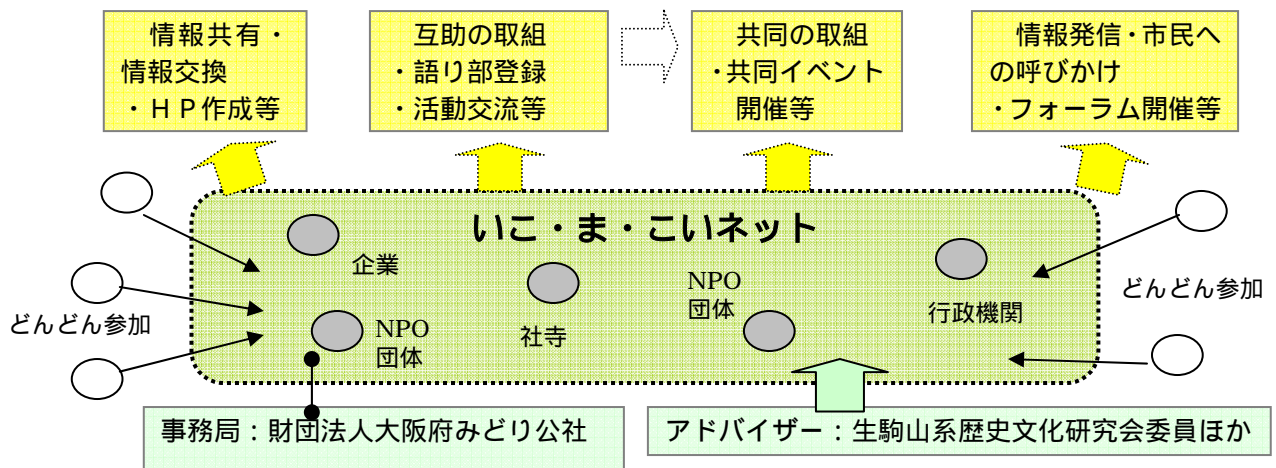 情報共有・
情報交換
・ＨＰ作成等
互助の取組
・語り部登録
・活動交流等
共同の取組
・共同イベント
開催等
情報発信・市民へ
の呼びかけ
・フォーラム開催等
いこ・ま・こいネット
企業
NPO
団体
社寺
NPO
団体
行政機関
どんどん参加
どんどん参加
事務局：財団法人大阪府みどり公社
アドバイザー：生駒山系歴史文化研究会委員ほか